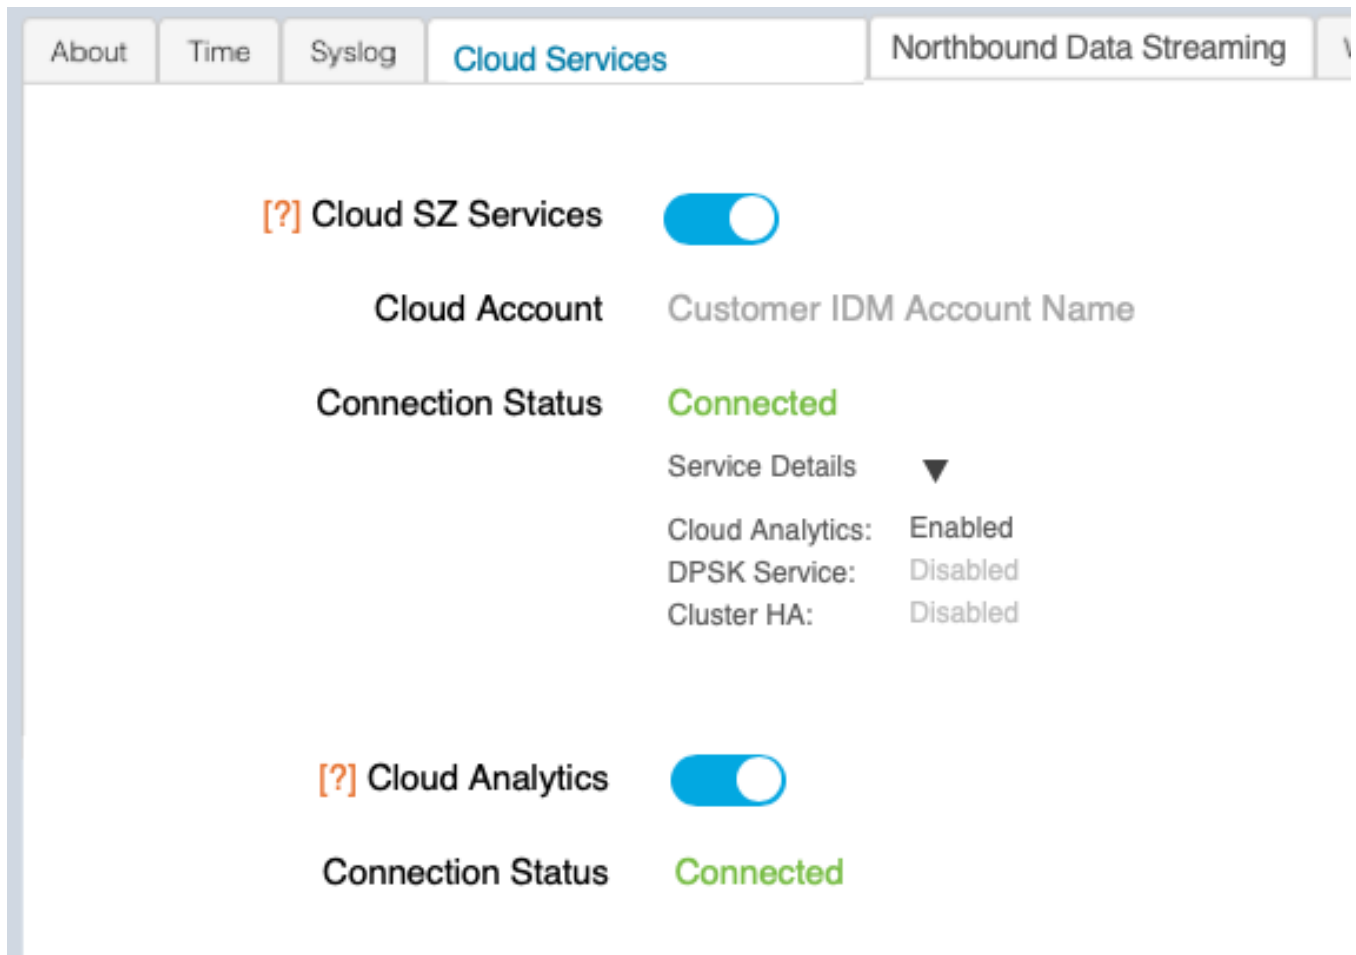 About Time Syslog Cloud Services Northbound Data Streaming
[?] Cloud SZ Services
Cloud Account Customer IDM Account Name
Connection Status Connected
Service Details
Cloud Analytics: Enabled
DPSK Service: Disabled
Cluster HA: Disabled
[?] Cloud Analytics
Connection Status Connected